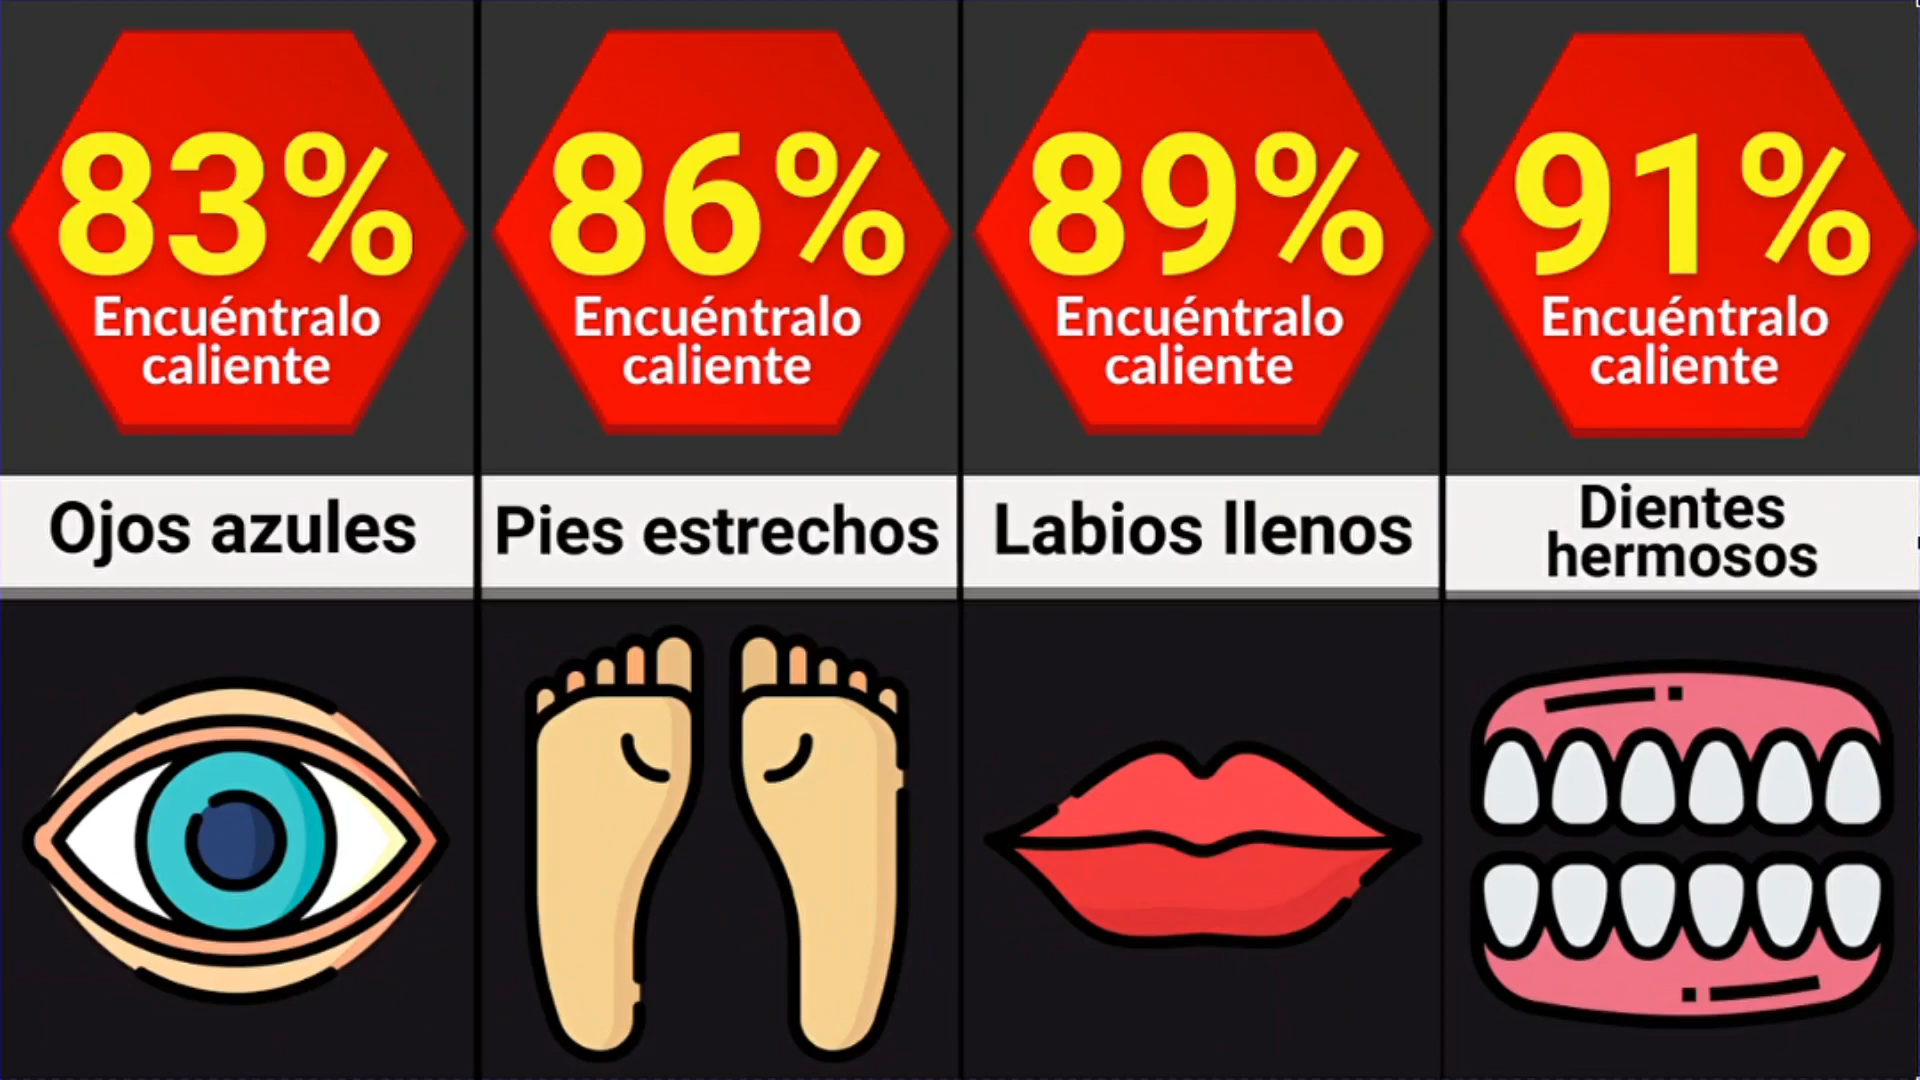 83%
Encuéntralo
caliente
Ojos azules
86%
Encuéntralo
caliente
Pies estrechos
89%
Encuéntralo
caliente
Labios llenos
91%
Encuéntralo
caliente
Dientes
hermosos